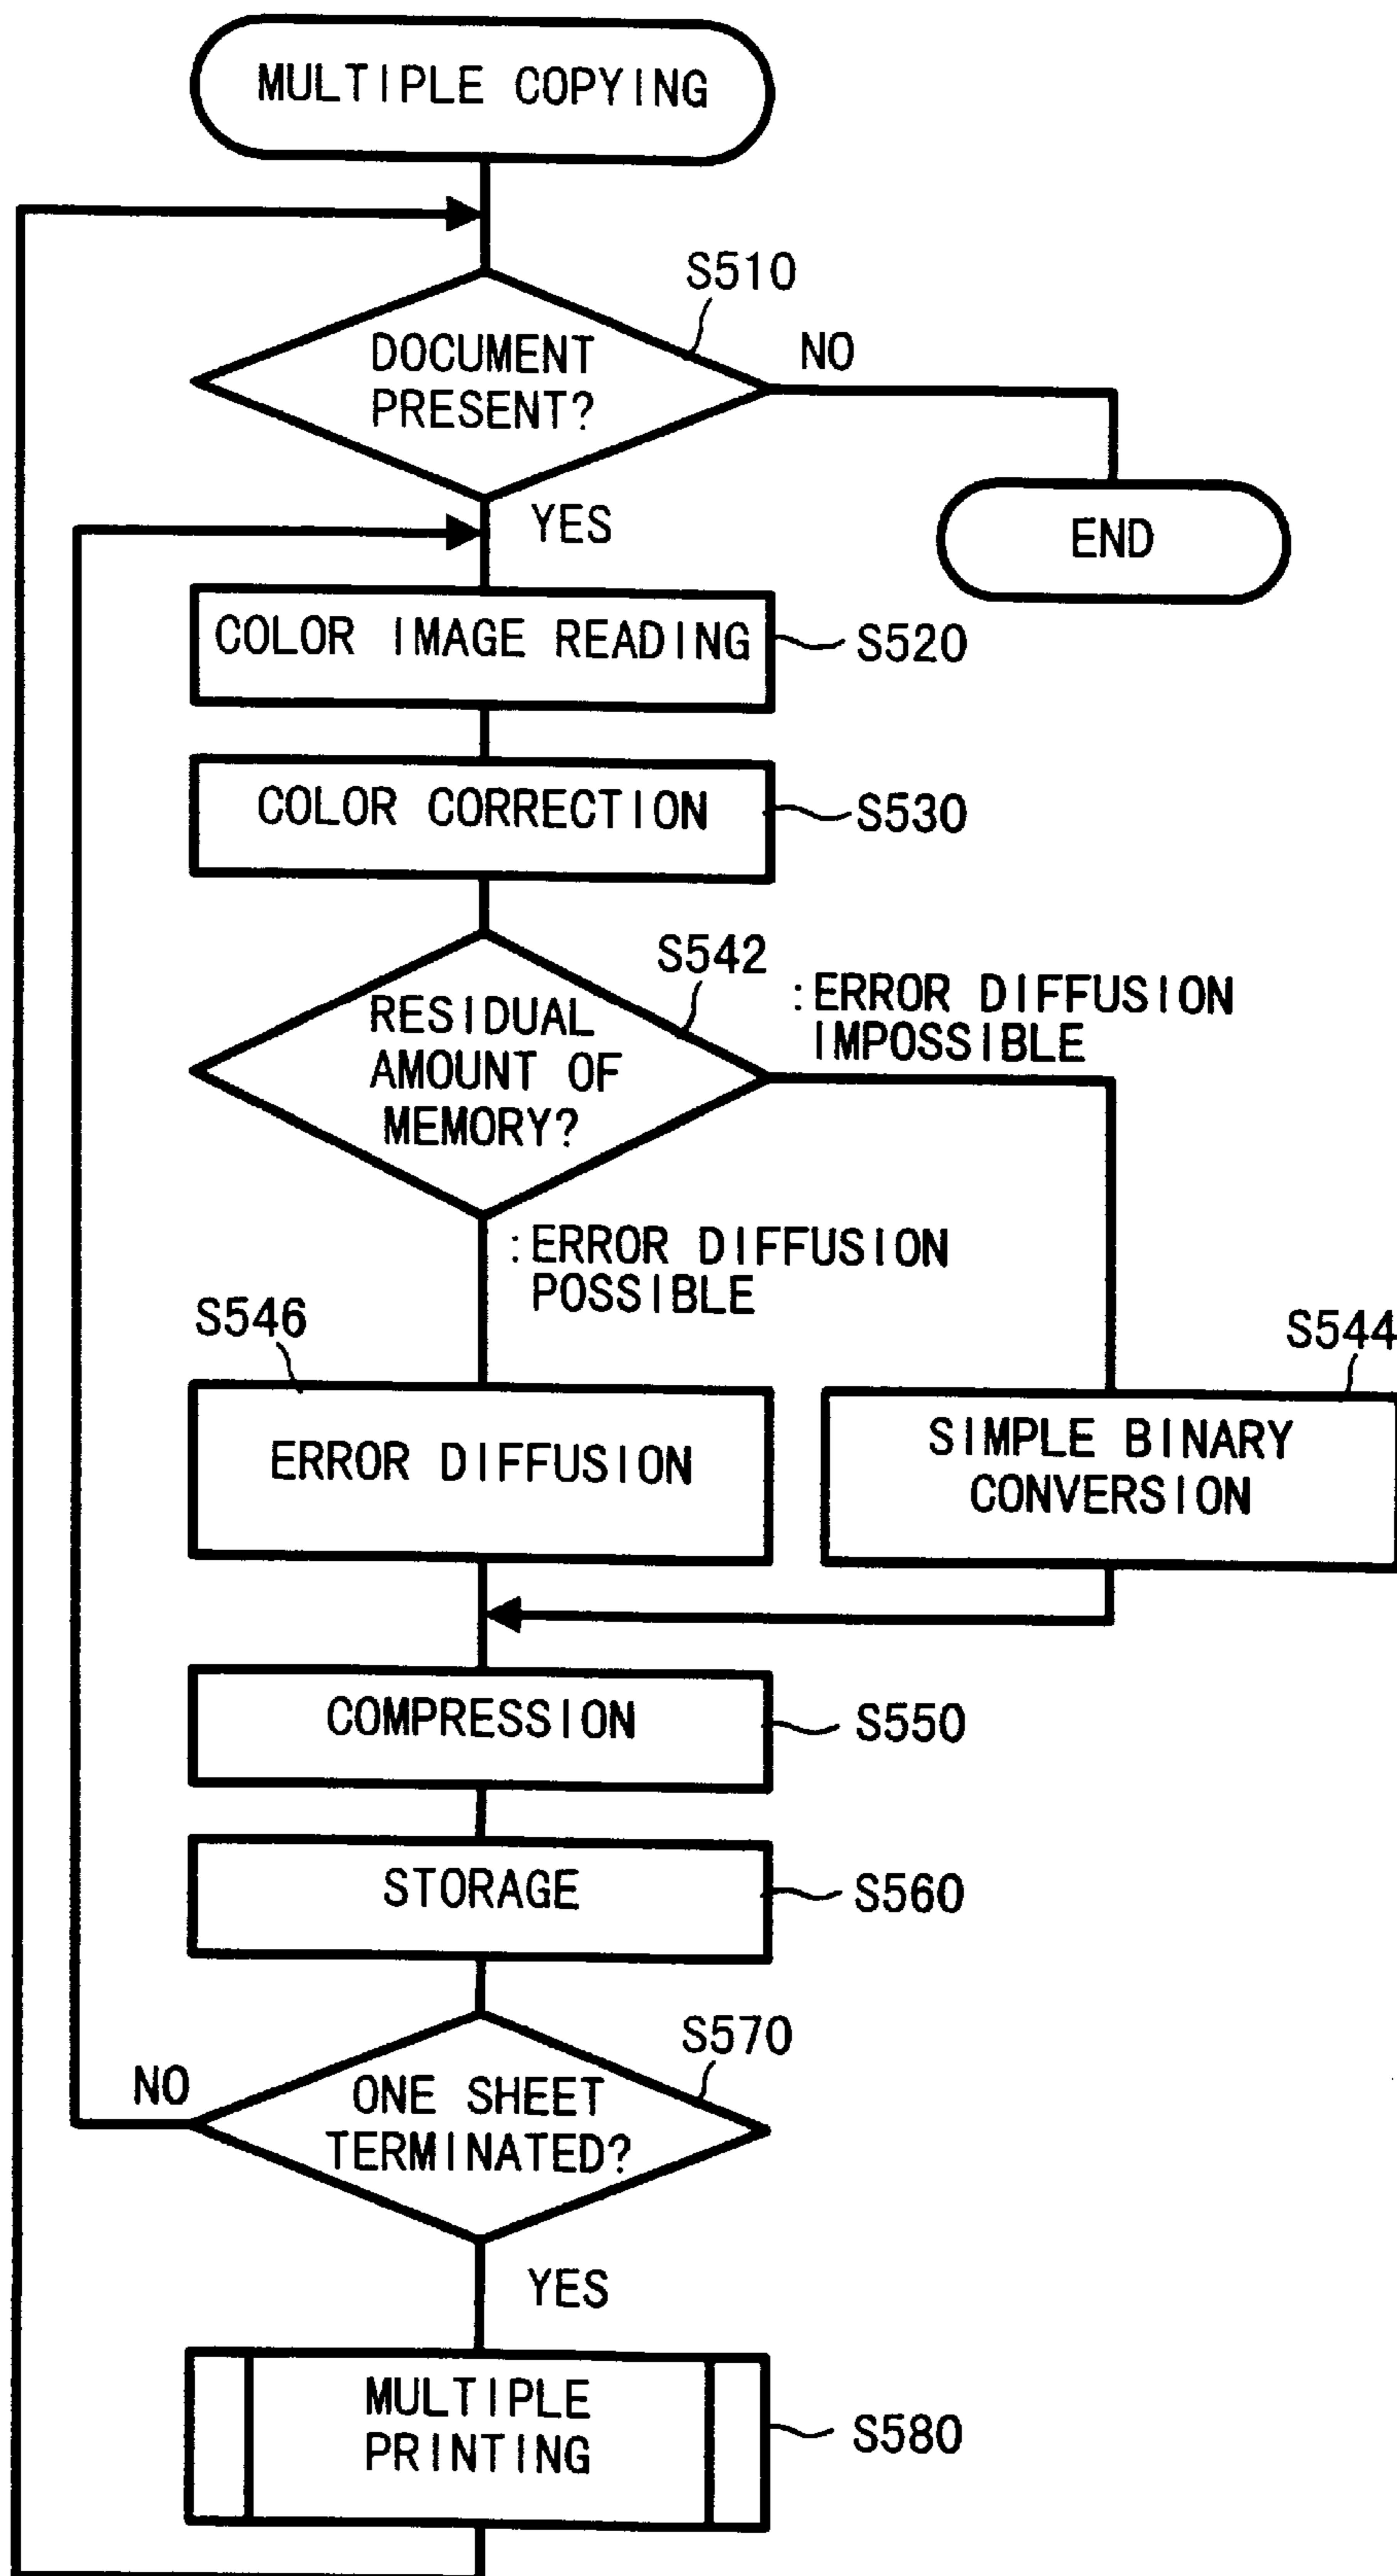 MULTIPLE COPYING
S510
DOCUMENT
PRESENT?
NO
YES
END
COLOR IMAGE READING
S520
COLOR CORRECTION
S530
S542
RESIDUAL
AMOUNT OF
MEMORY?
:ERROR DIFFUSION
IMPOSSIBLE
:ERROR DIFFUSION
POSSIBLE
S546
ERROR DIFFUSION
S544
SIMPLE BINARY
CONVERSION
COMPRESSION
S550
STORAGE
S560
S570
NO
ONE SHEET
TERMINATED?
YES
MULTIPLE
PRINTING
S580